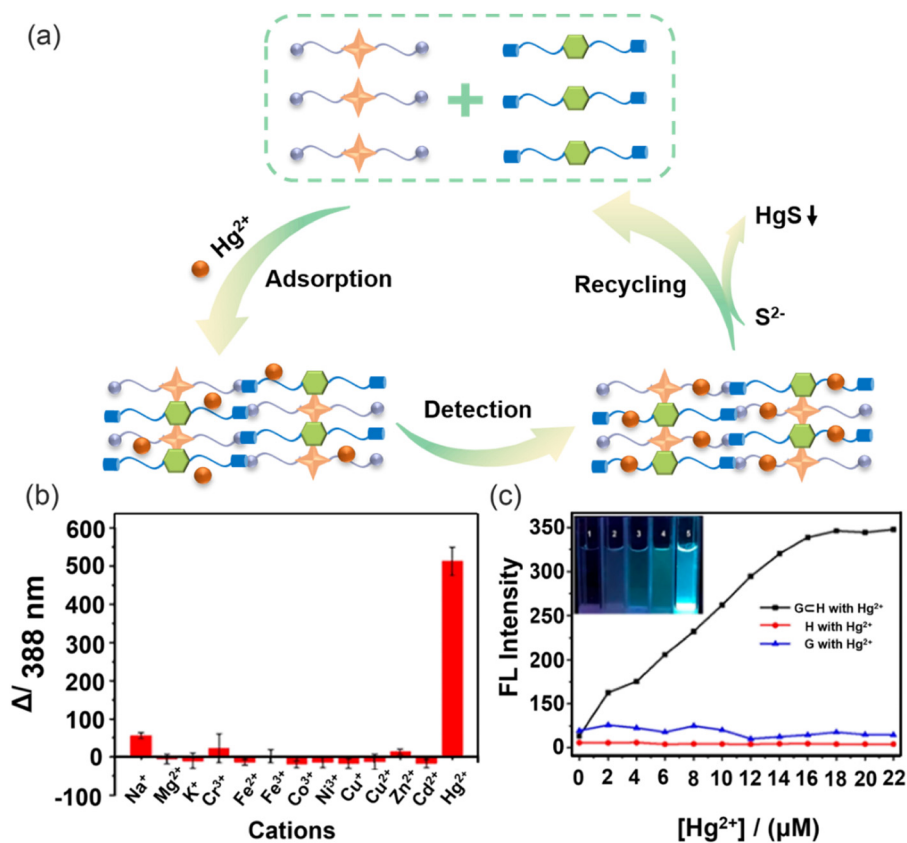 (a)
Hg²⁺
Adsorption
Recycling
HgS↓
S²⁻
Detection
(b)
Δ/ 388 nm
600
500
400
300
200
100
0
-100
Na⁺
Mg²⁺
K⁺
Cr³⁺
Fe²⁺
Fe³⁺
Co³⁺
Ni³⁺
Cu⁺
Cu²⁺
Zn²⁺
Cd²⁺
Hg²⁺
Cations
(c)
FL Intensity
350
300
250
350
150
50
0
1 2 3 4 5
G⊂H with Hg²⁺
H with Hg²⁺
G with Hg²⁺
0 2 4 6 8 10 12 14 16 18 20 22
[Hg²⁺] / (μM)